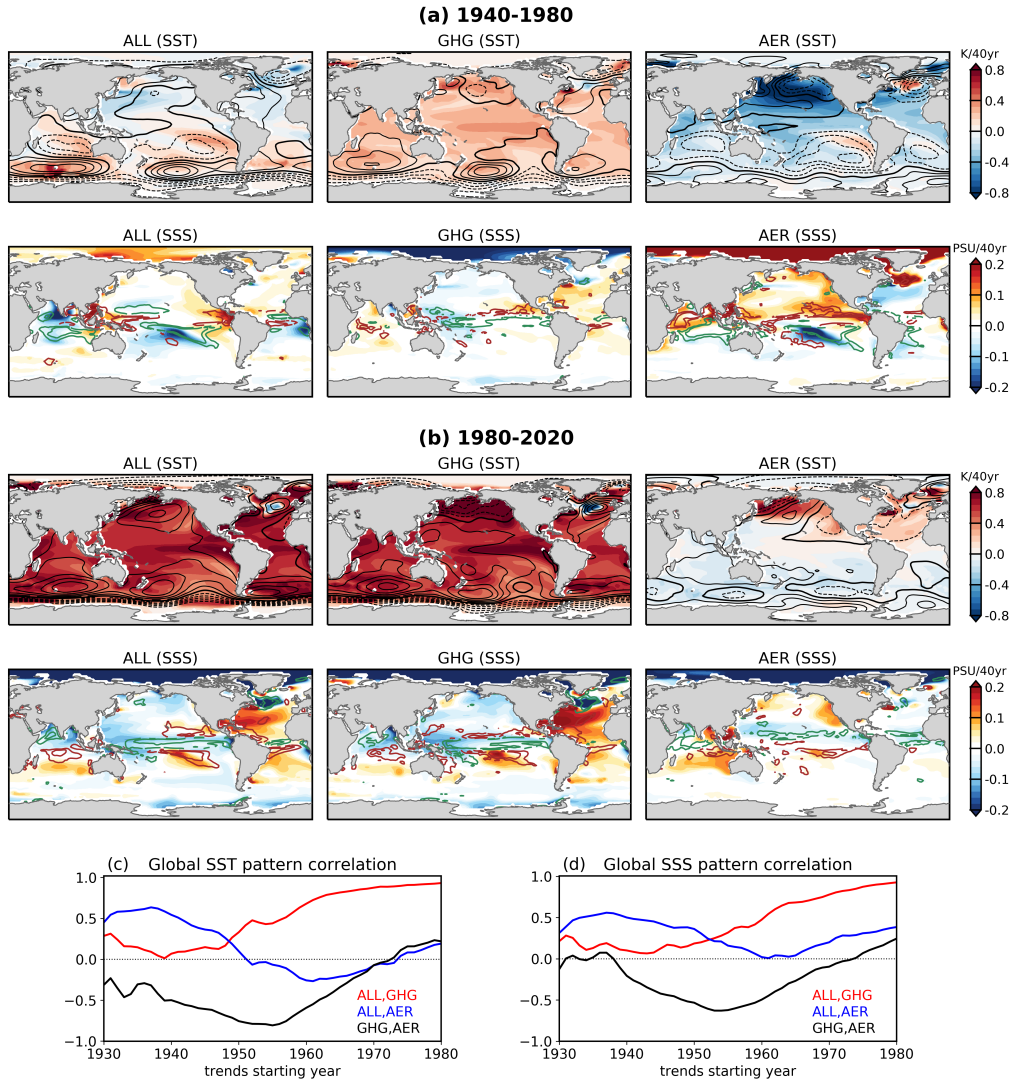 (a) 1940-1980
ALL (SST)
GHG (SST)
AER (SST)
K/40yr
0.8
0.4
0.0
-0.4
-0.8
ALL (SSS)
GHG (SSS)
AER (SSS)
PSU/40yr
0.2
0.1
0.0
-0.1
-0.2
(b) 1980-2020
ALL (SST)
GHG (SST)
AER (SST)
K/40yr
0.8
0.4
0.0
-0.4
-0.8
ALL (SSS)
GHG (SSS)
AER (SSS)
PSU/40yr
0.2
0.1
0.0
-0.1
-0.2
(c) Global SST pattern correlation
1.0
0.5
0.0
−0.5
−1.0
ALL,GHG
ALL,AER
GHG,AER
1930 1940 1950 1960 1970 1980
trends starting year
(d) Global SSS pattern correlation
1.0
0.5
0.0
−0.5
−1.0
ALL,GHG
ALL,AER
GHG,AER
1930 1940 1950 1960 1970 1980
trends starting year